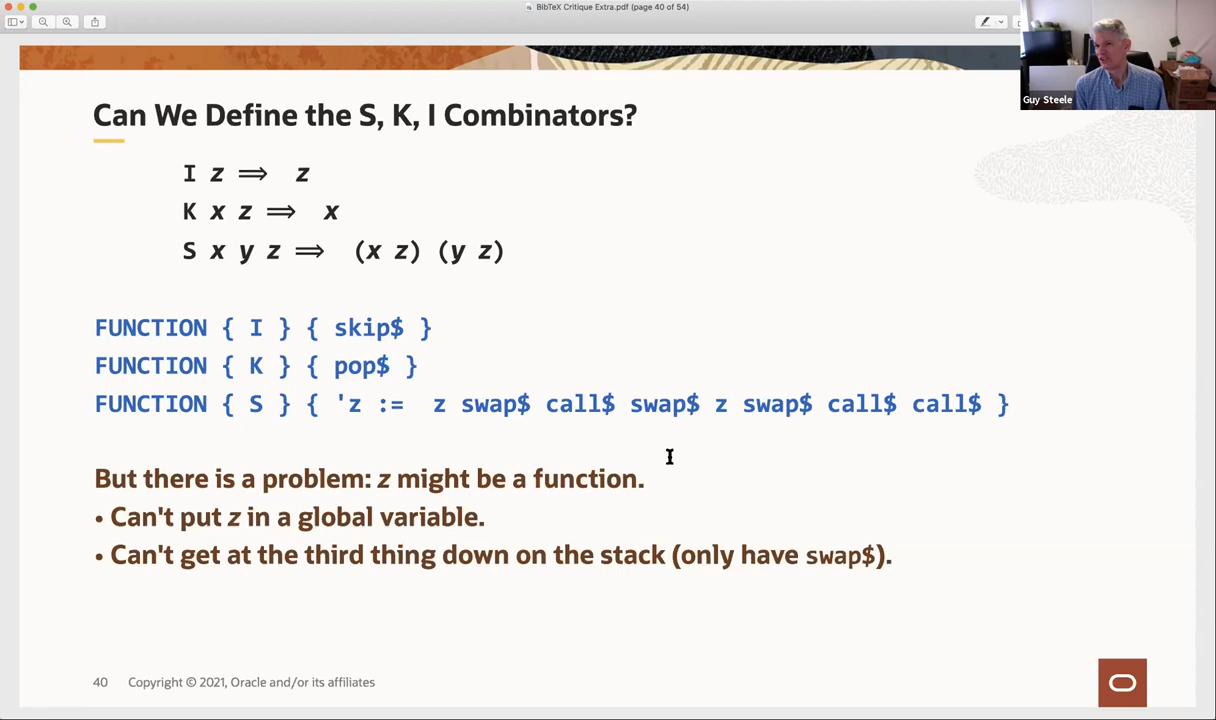 BibTeX Critique Extra.pdf (page 40 of 54)
Guy Steele
Can We Define the S, K, I Combinators?
I z ⟹ z
K x z ⟹ x
S x y z ⟹ (x z) (y z)
FUNCTION { I } { skip$ }
FUNCTION { K } { pop$ }
FUNCTION { S } { 'z := z swap$ call$ swap$ z swap$ call$ call$ }
But there is a problem: z might be a function.
• Can't put z in a global variable.
• Can't get at the third thing down on the stack (only have swap$).
40 Copyright © 2021, Oracle and/or its affiliates